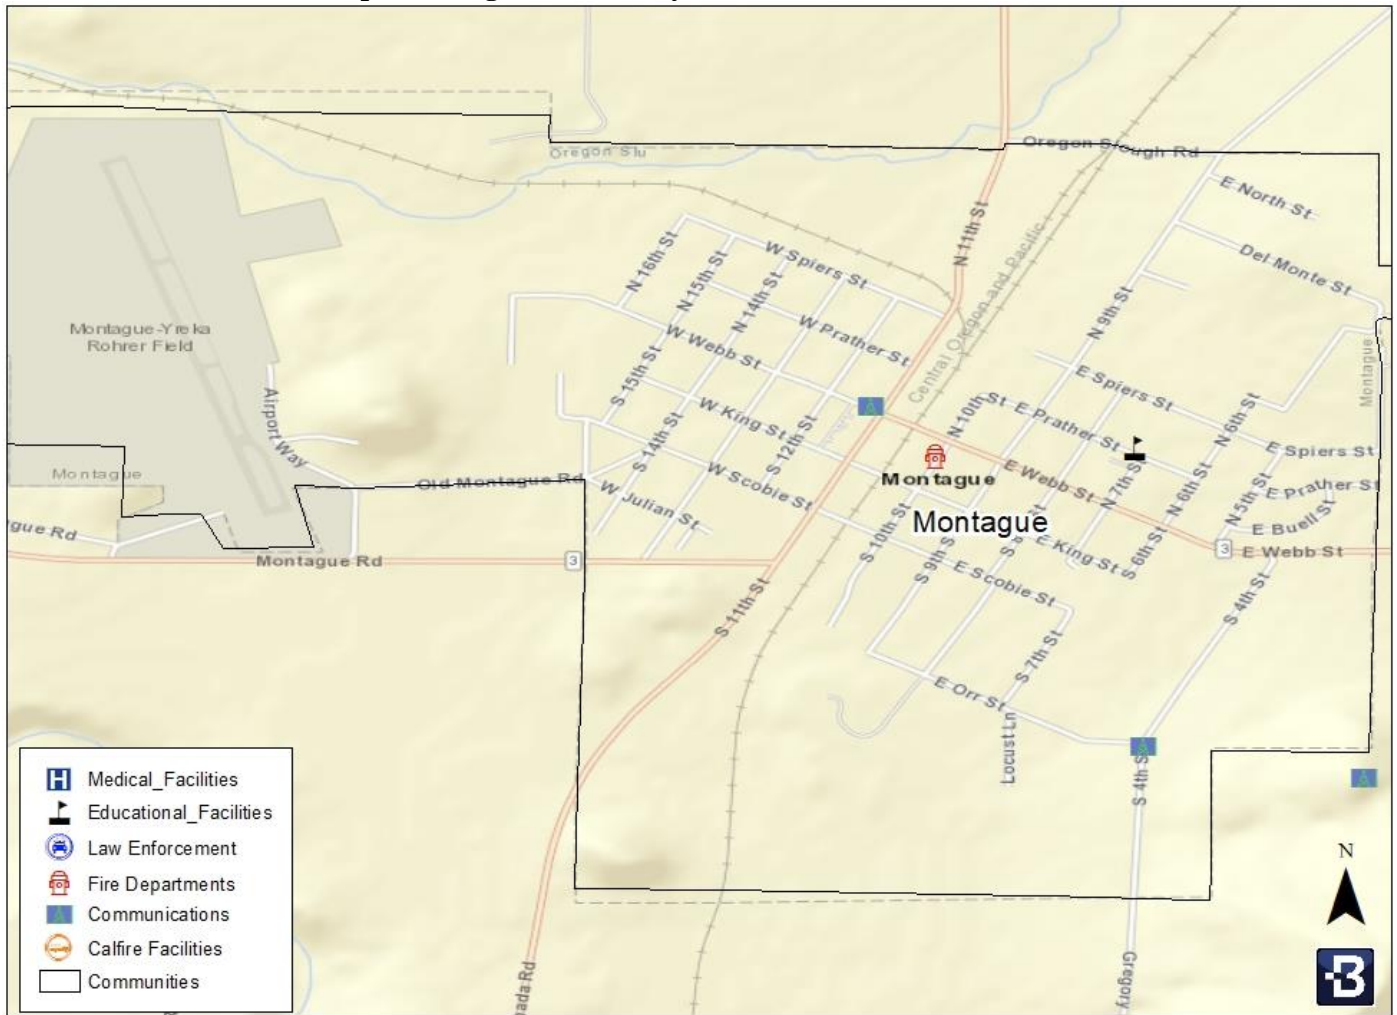 Oregon Slough Rd
Oregon Slu
E North St
Del Monte St
N 11th St
Central Oregon and Pacific
N 16th St
N 15th St
N 14th St
W Spiers St
N 9th St
Montague-Yreka
Rohrer Field
W Webb St
W Prather St
Montague
E Spiers St
S 15th St
Airport Way
W King St
N 10th St
E Prather St
N 6th St
E Spiers St
S 14th St
S 12th St
Montague
E Webb St
N 7th St
N 6th St
N 5th St
E Prather St
Montague
Old Montague Rd
W Scobie St
W Julian St
Montague
E Buell St
gue Rd
S 10th St
S 9th St
E King St
S 6th St
3
E Webb St
Montague Rd
3
S 11th St
E Scobie St
S 4th St
S 7th St
E Orr St
Locust Ln
S 4th S
Medical_Facilities
Educational_Facilities
Law Enforcement
Fire Departments
Communications
Calfire Facilities
Communities
H
N
B
nada Rd
Gregory